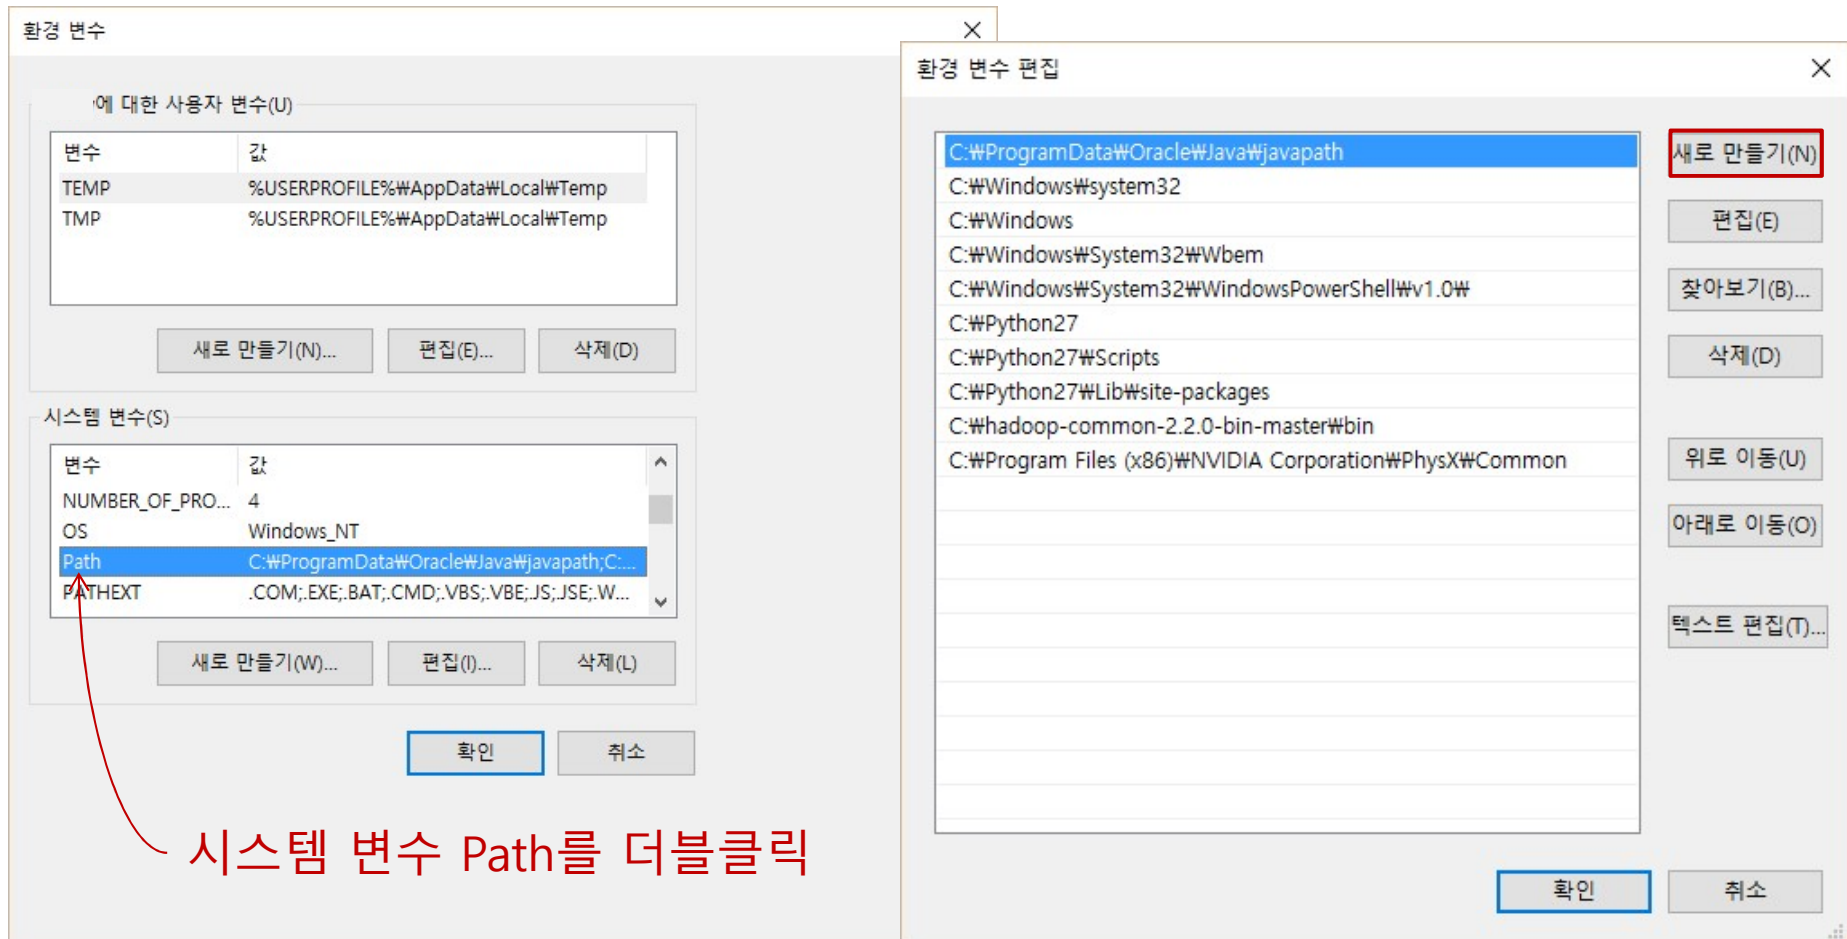 환경 변수
에 대한 사용자 변수(U)
변수 값
TEMP %USERPROFILE%₩AppData₩Local₩Temp
TMP %USERPROFILE%₩AppData₩Local₩Temp
새로 만들기(N)... 편집(E)... 삭제(D)
시스템 변수(S)
변수 값
NUMBER_OF_PRO... 4
OS Windows_NT
Path C:₩ProgramData₩Oracle₩Java₩javapath;C:...
PATHEXT .COM;.EXE;.BAT;.CMD;.VBS;.VBE;.JS;.JSE;.W...
새로 만들기(W)... 편집(I)... 삭제(L)
확인 취소
시스템 변수 Path를 더블클릭
환경 변수 편집
C:₩ProgramData₩Oracle₩Java₩javapath
C:₩Windows₩system32
C:₩Windows
C:₩Windows₩System32₩Wbem
C:₩Windows₩System32₩WindowsPowerShell₩v1.0₩
C:₩Python27
C:₩Python27₩Scripts
C:₩Python27₩Lib₩site-packages
C:₩hadoop-common-2.2.0-bin-master₩bin
C:₩Program Files (x86)₩NVIDIA Corporation₩PhysX₩Common
새로 만들기(N)
편집(E)
찾아보기(B)...
삭제(D)
위로 이동(U)
아래로 이동(O)
텍스트 편집(T)...
확인 취소